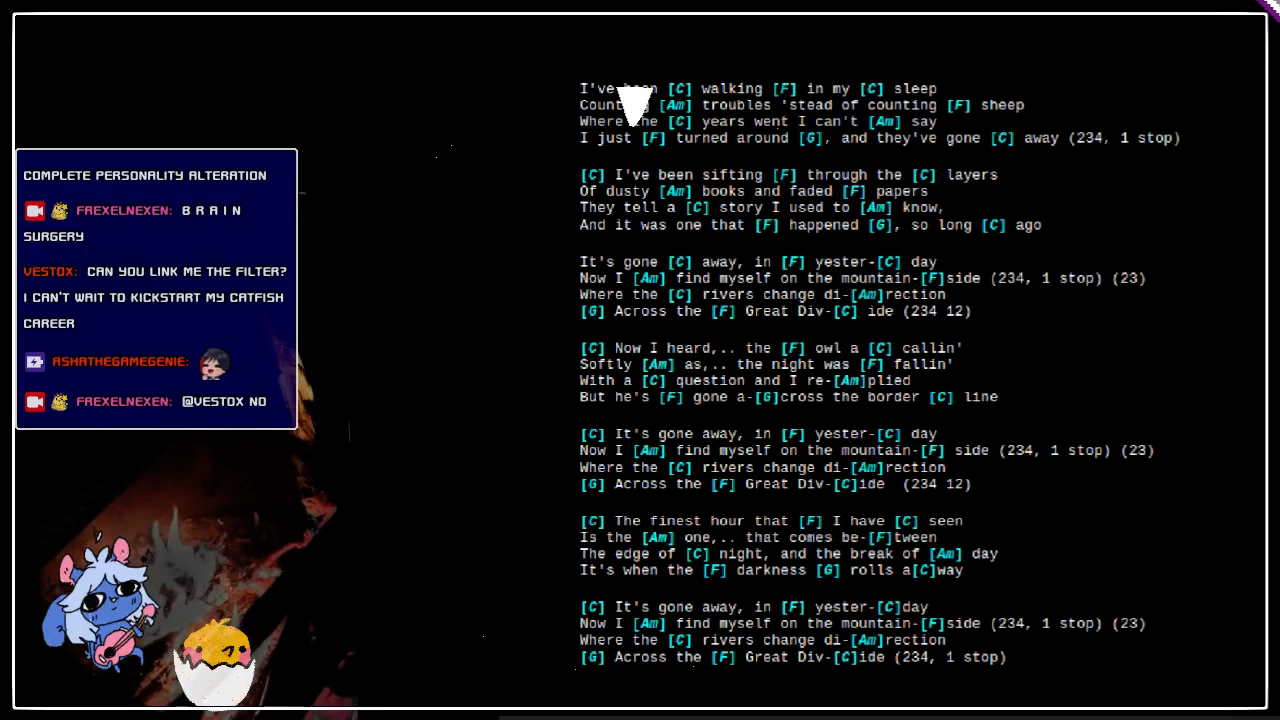 COMPLETE PERSONALITY ALTERATION
FREXELNEXEN: B R A I N
SURGERY
VESTOX: CAN YOU LINK ME THE FILTER?
I CAN'T WAIT TO KICKSTART MY CATFISH
CAREER
ASHATHEGAMEGENIE:
FREXELNEXEN: @VESTOX NO
I've been [C] walking [F] in my [C] sleep
Counting [Am] troubles 'stead of counting [F] sheep
Where the [C] years went I can't [Am] say
I just [F] turned around [G], and they've gone [C] away (234, 1 stop)
[C] I've been sifting [F] through the [C] layers
Of dusty [Am] books and faded [F] papers
They tell a [C] story I used to [Am] know,
And it was one that [F] happened [G], so long [C] ago
It's gone [C] away, in [F] yester-[C] day
Now I [Am] find myself on the mountain-[F]side (234, 1 stop) (23)
Where the [C] rivers change di-[Am]rection
[G] Across the [F] Great Div-[C] ide (234 12)
[C] Now I heard,.. the [F] owl a [C] callin'
Softly [Am] as,.. the night was [F] fallin'
With a [C] question and I re-[Am]plied
But he's [F] gone a-[G]cross the border [C] line
[C] It's gone away, in [F] yester-[C] day
Now I [Am] find myself on the mountain-[F] side (234, 1 stop) (23)
Where the [C] rivers change di-[Am]rection
[G] Across the [F] Great Div-[C]ide  (234 12)
[C] The finest hour that [F] I have [C] seen
Is the [Am] one,.. that comes be-[F]tween
The edge of [C] night, and the break of [Am] day
It's when the [F] darkness [G] rolls a[C]way
[C] It's gone away, in [F] yester-[C]day
Now I [Am] find myself on the mountain-[F]side (234, 1 stop) (23)
Where the [C] rivers change di-[Am]rection
[G] Across the [F] Great Div-[C]ide (234, 1 stop)